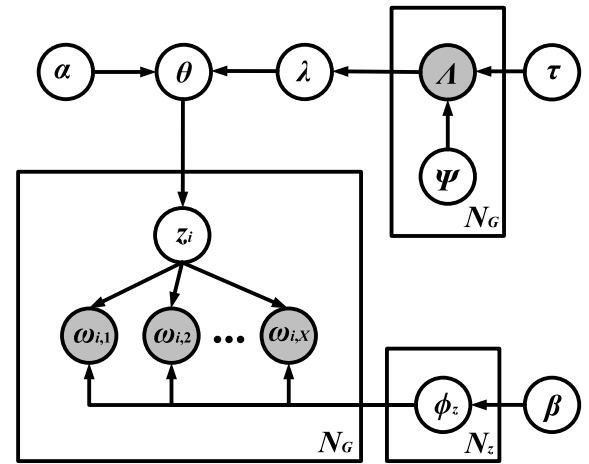 α θ λ Λ τ
Ψ
N_G
z_i
ω_{i,1} ω_{i,2} ... ω_{i,X}
ϕ_z β
N_G N_z